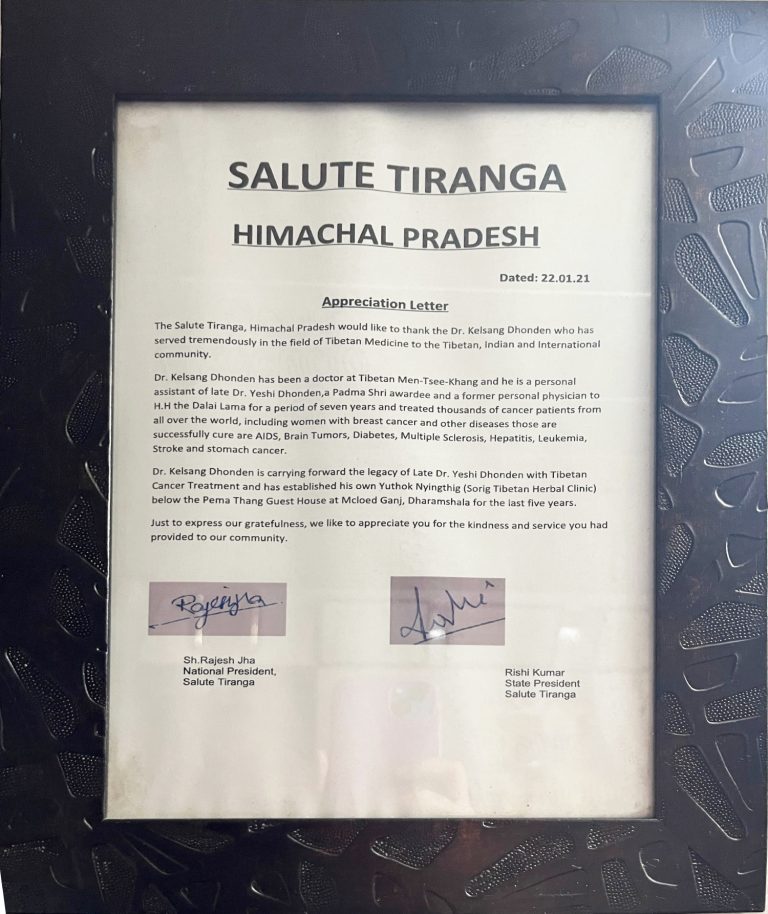 SALUTE TIRANGA
HIMACHAL PRADESH
Dated: 22.01.21
Appreciation Letter
The Salute Tiranga, Himachal Pradesh would like to thank the Dr. Kelsang Dhonden who has
served tremendously in the field of Tibetan Medicine to the Tibetan, Indian and International
community.
Dr. Kelsang Dhonden has been a doctor at Tibetan Men-Tsee-Khang and he is a personal
assistant of late Dr. Yeshi Dhonden,a Padma Shri awardee and a former personal physician to
H.H the Dalai Lama for a period of seven years and treated thousands of cancer patients from
all over the world, including women with breast cancer and other diseases those are
successfully cure are AIDS, Brain Tumors, Diabetes, Multiple Sclerosis, Hepatitis, Leukemia,
Stroke and stomach cancer.
Dr. Kelsang Dhonden is carrying forward the legacy of Late Dr. Yeshi Dhonden with Tibetan
Cancer Treatment and has established his own Yuthok Nyingthig (Sorig Tibetan Herbal Clinic)
below the Pema Thang Guest House at Mcloed Ganj, Dharamshala for the last five years.
Just to express our gratefulness, we like to appreciate you for the kindness and service you had
provided to our community.
Sh.Rajesh Jha
National President,
Salute Tiranga
Rishi Kumar
State President
Salute Tiranga